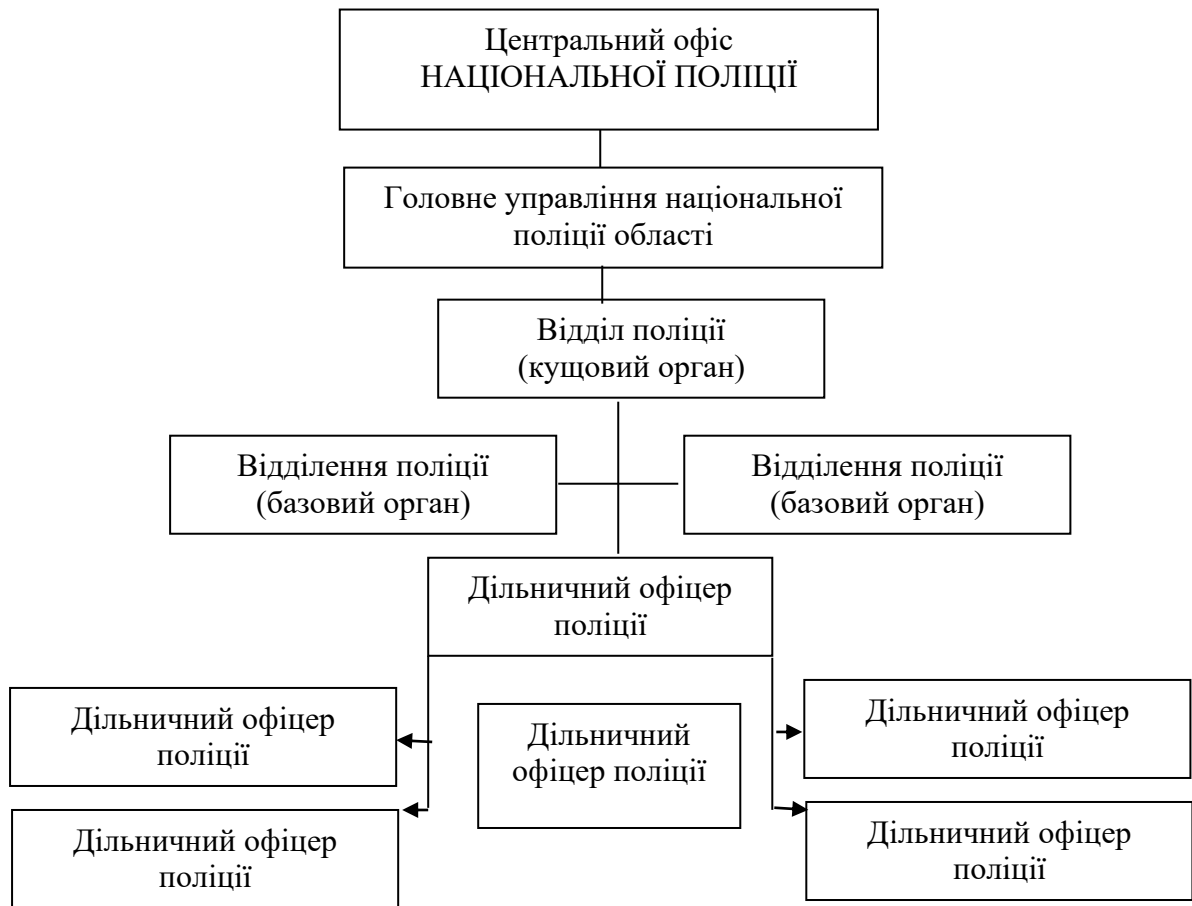 Центральний офіс
НАЦІОНАЛЬНОЇ ПОЛІЦІЇ
Головне управління національної
поліції області
Відділ поліції
(кущовий орган)
Відділення поліції
(базовий орган)
Відділення поліції
(базовий орган)
Дільничний офіцер
поліції
Дільничний офіцер
поліції
Дільничний
офіцер поліції
Дільничний офіцер
поліції
Дільничний офіцер
поліції
Дільничний офіцер
поліції